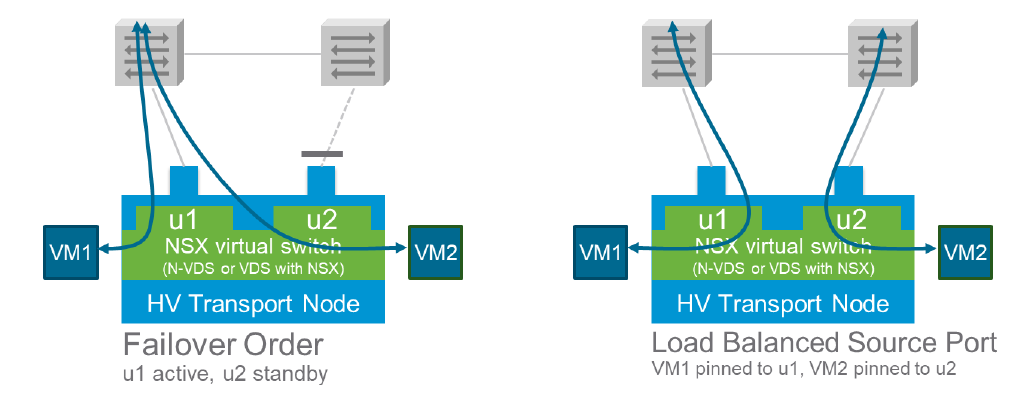 u1
u2
VM1
NSX virtual switch
VM2
(N-VDS or VDS with NSX)
HV Transport Node
Failover Order
u1 active, u2 standby
u1
u2
VM1
NSX virtual switch
VM2
(N-VDS or VDS with NSX)
HV Transport Node
Load Balanced Source Port
VM1 pinned to u1, VM2 pinned to u2